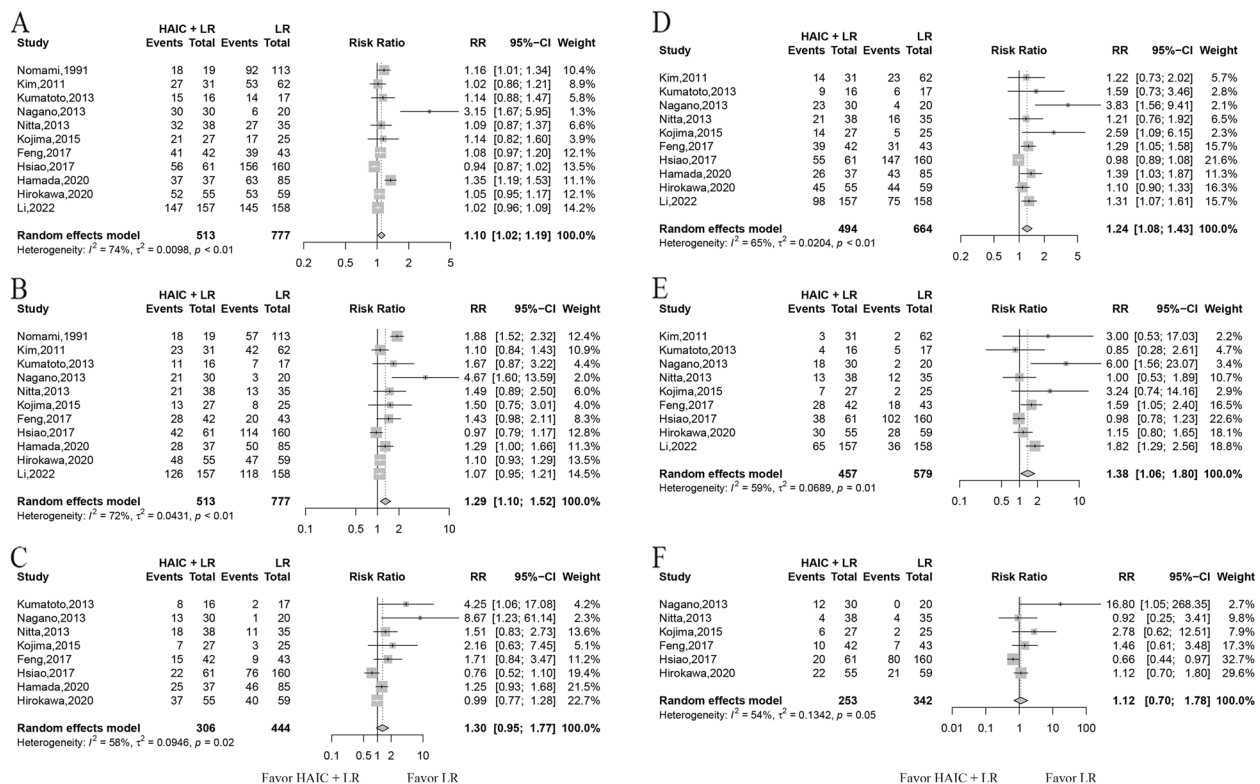 A
HAIC + LR LR
Study Events Total Events Total Risk Ratio RR 95%−CI Weight
Nomami,1991 18 19 92 113 1.16 [1.01; 1.34] 10.4%
Kim,2011 27 31 53 62 1.02 [0.86; 1.21] 8.9%
Kumatoto,2013 15 16 14 17 1.14 [0.88; 1.47] 5.8%
Nagano,2013 30 30 6 20 3.15 [1.67; 5.95] 1.3%
Nitta,2013 32 38 27 35 1.09 [0.87; 1.37] 6.6%
Kojima,2015 21 27 17 25 1.14 [0.82; 1.60] 4.1%
Feng,2017 41 42 39 43 1.08 [0.97; 1.20] 12.4%
Hsiao,2017 56 61 156 160 0.94 [0.87; 1.02] 13.5%
Hamada,2020 37 37 63 85 1.35 [1.19; 1.53] 11.1%
Hirokawa,2020 52 55 53 59 1.05 [0.95; 1.17] 12.1%
Li,2022 147 157 145 158 1.02 [0.96; 1.09] 14.2%
Random effects model 513 777 1.10 [1.02; 1.19] 100.0%
Heterogeneity: I² = 74%, τ² = 0.0098, p < 0.01
0.2 0.5 1 2 5
B
HAIC + LR LR
Study Events Total Events Total Risk Ratio RR 95%−CI Weight
Nomami,1991 18 19 57 113 1.88 [1.52; 2.32] 12.4%
Kim,2011 23 31 42 62 1.10 [0.84; 1.43] 10.9%
Kumatoto,2013 11 16 7 17 1.67 [0.87; 3.22] 4.4%
Nagano,2013 21 30 3 20 4.67 [1.60; 13.59] 2.0%
Nitta,2013 21 38 13 35 1.49 [0.89; 2.50] 6.0%
Kojima,2015 13 27 8 25 1.50 [0.75; 3.01] 4.0%
Feng,2017 28 42 20 43 1.43 [0.98; 2.11] 8.3%
Hsiao,2017 42 61 114 160 0.97 [0.79; 1.17] 12.8%
Hamada,2020 28 37 50 85 1.29 [1.00; 1.66] 11.3%
Hirokawa,2020 48 55 47 59 1.10 [0.93; 1.29] 13.6%
Li,2022 126 157 118 158 1.07 [0.95; 1.21] 14.5%
Random effects model 513 777 1.29 [1.10; 1.52] 100.0%
Heterogeneity: I² = 72%, τ² = 0.0431, p < 0.01
0.1 0.5 1 2 10
C
HAIC + LR LR
Study Events Total Events Total Risk Ratio RR 95%−CI Weight
Kumatoto,2013 8 16 2 17 4.25 [1.06; 17.08] 4.2%
Nagano,2013 13 30 1 20 8.67 [1.23; 61.14] 2.3%
Nitta,2013 18 38 11 35 1.51 [0.83; 2.73] 13.6%
Kojima,2015 7 27 3 25 2.16 [0.63; 7.45] 5.1%
Feng,2017 15 42 9 43 1.71 [0.84; 3.47] 11.2%
Hsiao,2017 22 61 76 160 0.76 [0.52; 1.10] 19.4%
Hamada,2020 25 37 46 85 1.25 [0.93; 1.68] 21.5%
Hirokawa,2020 37 55 40 59 0.99 [0.77; 1.28] 22.7%
Random effects model 306 444 1.30 [0.95; 1.77] 100.0%
Heterogeneity: I² = 58%, τ² = 0.0946, p = 0.02
0.1 0.5 1 2 10
Favor HAIC + LR Favor LR
D
HAIC + LR LR
Study Events Total Events Total Risk Ratio RR 95%−CI Weight
Kim,2011 14 31 23 62 1.22 [0.73; 2.02] 5.7%
Kumatoto,2013 9 16 6 17 1.59 [0.73; 3.46] 2.8%
Nagano,2013 23 30 4 20 3.83 [1.56; 9.41] 2.2%
Nitta,2013 21 38 16 35 1.21 [0.76; 1.92] 6.5%
Kojima,2015 14 27 5 25 2.59 [1.09; 6.15] 2.4%
Feng,2017 39 42 31 43 1.29 [1.05; 1.58] 15.7%
Hsiao,2017 55 61 147 160 0.98 [0.89; 1.08] 21.6%
Hamada,2020 26 37 43 85 1.39 [1.03; 1.87] 11.3%
Hirokawa,2020 45 55 44 59 1.10 [0.90; 1.33] 16.3%
Li,2022 98 157 75 158 1.31 [1.07; 1.61] 15.5%
Random effects model 494 664 1.24 [1.08; 1.43] 100.0%
Heterogeneity: I² = 65%, τ² = 0.0204, p < 0.01
0.2 0.5 1 2 5
E
HAIC + LR LR
Study Events Total Events Total Risk Ratio RR 95%−CI Weight
Kim,2011 3 31 2 62 3.00 [0.53; 17.03] 2.2%
Kumatoto,2013 4 16 5 17 0.85 [0.28; 2.61] 4.7%
Nagano,2013 18 30 2 20 6.00 [1.56; 23.07] 3.4%
Nitta,2013 13 38 12 35 1.00 [0.53; 1.89] 10.7%
Kojima,2015 7 27 2 25 3.24 [0.74; 14.16] 2.9%
Feng,2017 28 42 18 43 1.59 [1.05; 2.40] 16.5%
Hsiao,2017 38 61 102 160 0.98 [0.78; 1.23] 22.6%
Hirokawa,2020 30 55 28 59 1.15 [0.80; 1.65] 18.1%
Li,2022 65 157 36 158 1.82 [1.29; 2.56] 18.8%
Random effects model 457 579 1.38 [1.06; 1.80] 100.0%
Heterogeneity: I² = 59%, τ² = 0.0689, p = 0.01
0.1 0.5 1 2 10
F
HAIC + LR LR
Study Events Total Events Total Risk Ratio RR 95%−CI Weight
Nagano,2013 12 30 0 20 16.80 [1.05; 268.35] 2.7%
Nitta,2013 4 38 4 35 0.92 [0.25; 3.41] 9.8%
Kojima,2015 6 27 2 25 2.78 [0.62; 12.51] 7.9%
Feng,2017 10 42 7 43 1.46 [0.61; 3.48] 17.3%
Hsiao,2017 20 61 80 160 0.66 [0.44; 0.97] 32.7%
Hirokawa,2020 22 55 21 59 1.12 [0.70; 1.80] 29.6%
Random effects model 253 342 1.12 [0.70; 1.78] 100.0%
Heterogeneity: I² = 54%, τ² = 0.1342, p = 0.05
0.01 0.1 1 10 100
Favor HAIC + LR Favor LR